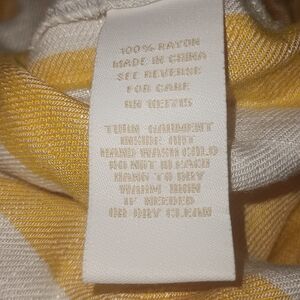 100% RAYON
MADE IN CHINA
SEE REVERSE
FOR CARE
RN
TURN GARMENT
INSIDE OUT
HAND WASH COLD
DO NOT BLEACH
HANG TO DRY
WARM IRON
IF NEEDED
OR DRY CLEAN